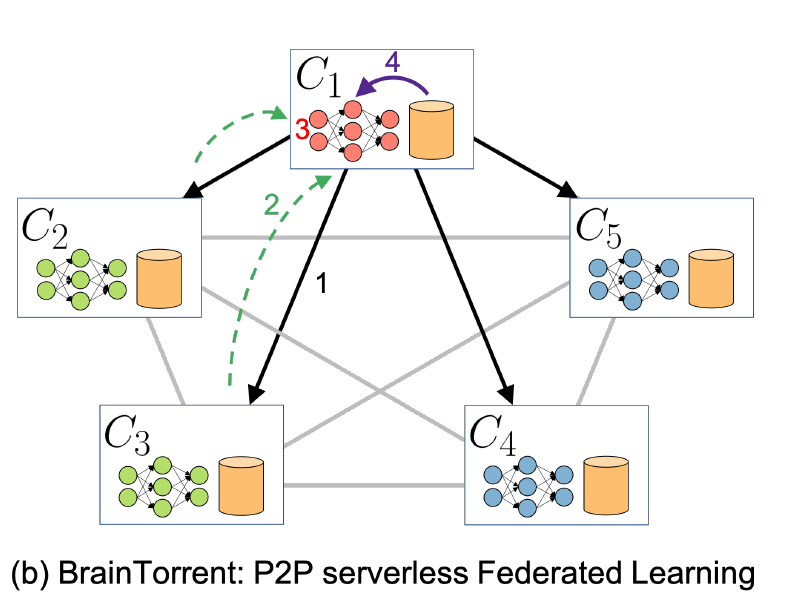 C1
4
3
2
C2
C5
1
C3
C4
(b) BrainTorrent: P2P serverless Federated Learning